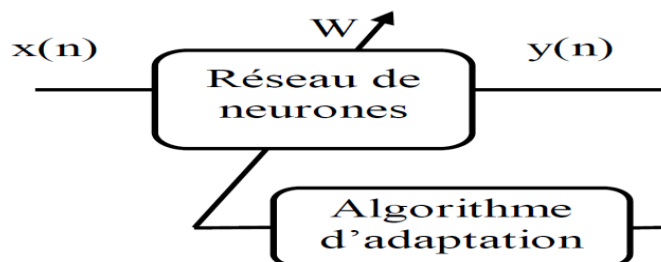 W
x(n)
y(n)
Réseau de
neurones
Algorithme
d’adaptation